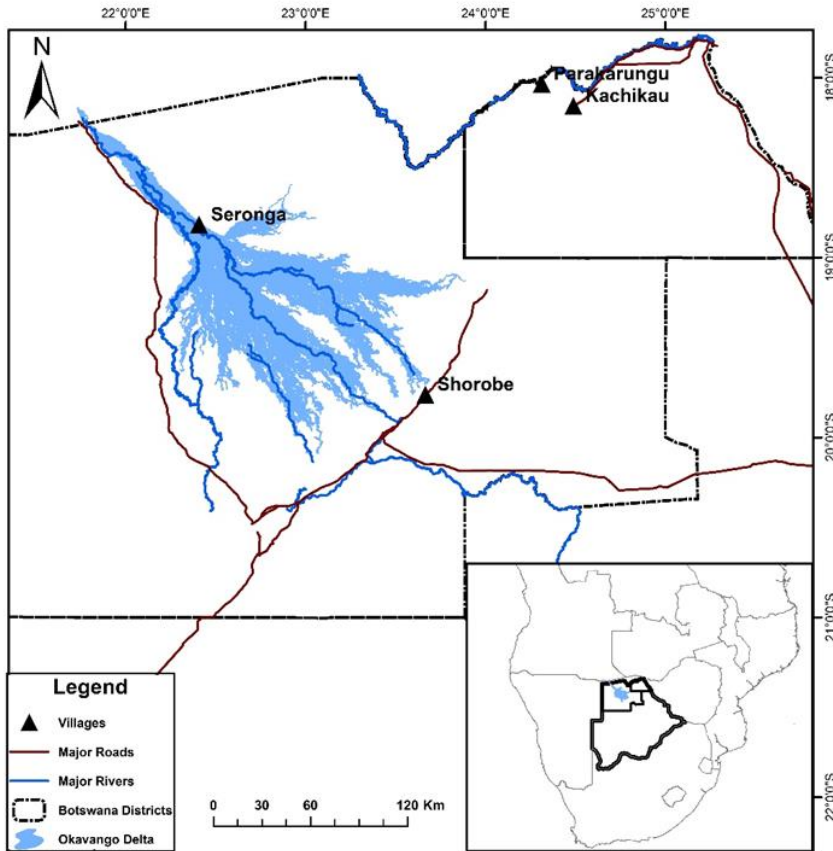 22°0'0"E 23°0'0"E 24°0'0"E 25°0'0"E
N
18°0'0"S
Parakarungu
Kachikau
Seronga
19°0'0"S
Shorobe
20°0'0"S
21°0'0"S
Legend
Villages
Major Roads
Major Rivers
Botswana Districts
Okavango Delta
0 30 60 120 Km
22°0'0"S